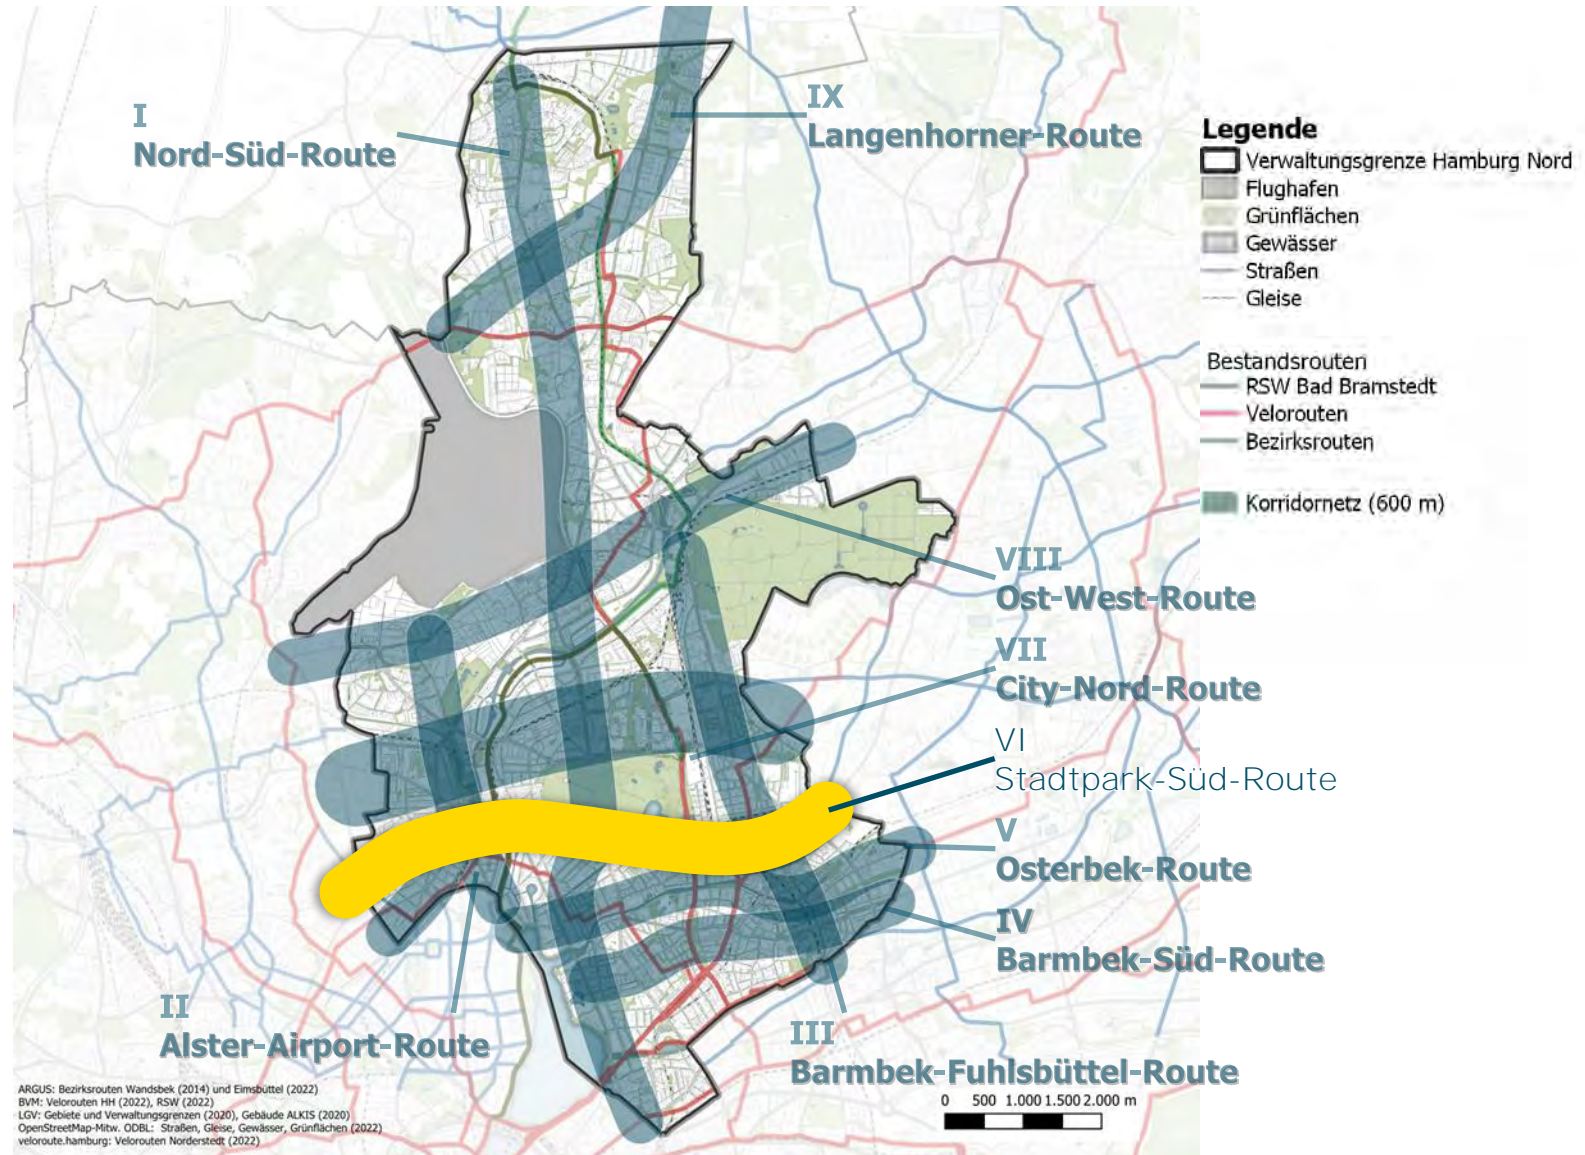 I
Nord-Süd-Route
IX
Langenhorner-Route
Legende
Verwaltungsgrenze Hamburg Nord
Flughafen
Grünflächen
Gewässer
Straßen
Gleise
Bestandsrouten
RSW Bad Bramstedt
Velorouten
Bezirksrouten
Korridornetz (600 m)
VIII
Ost-West-Route
VII
City-Nord-Route
VI
Stadtpark-Süd-Route
V
Osterbek-Route
IV
Barmbek-Süd-Route
III
Barmbek-Fuhlsbüttel-Route
II
Alster-Airport-Route
0 500 1.000 1.500 2.000 m
ARGUS: Bezirksrouten Wandsbek (2014) und Eimsbüttel (2022)
BVM: Velorouten HH (2022), RSW (2022)
LGV: Gebiete und Verwaltungsgrenzen (2020), Gebäude ALKIS (2020)
OpenStreetMap-Mitw. ODBL: Straßen, Gleise, Gewässer, Grünflächen (2022)
veloroute.hamburg: Velorouten Norderstedt (2022)